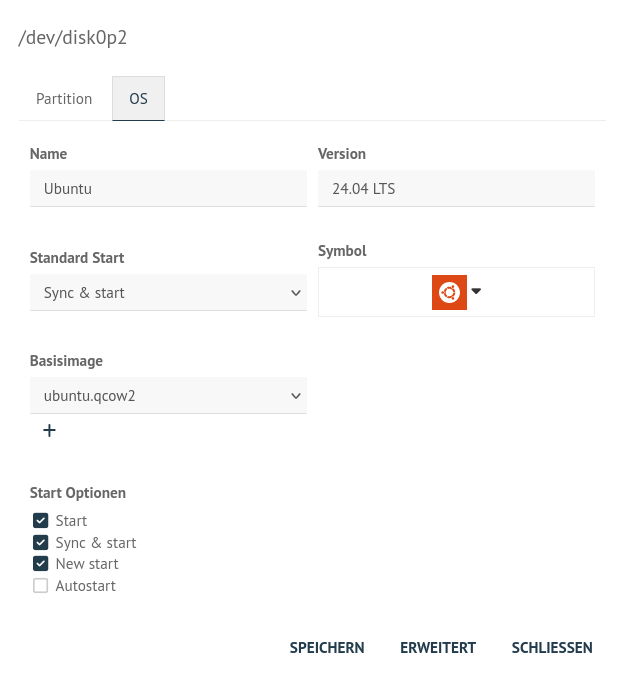 /dev/disk0p2
Partition OS
Name Version
Ubuntu 24.04 LTS
Standard Start Symbol
Sync & start
Basisimage
ubuntu.qcow2
+
Start Optionen
Start
Sync & start
New start
Autostart
SPEICHERN ERWEITERT SCHLIESSEN